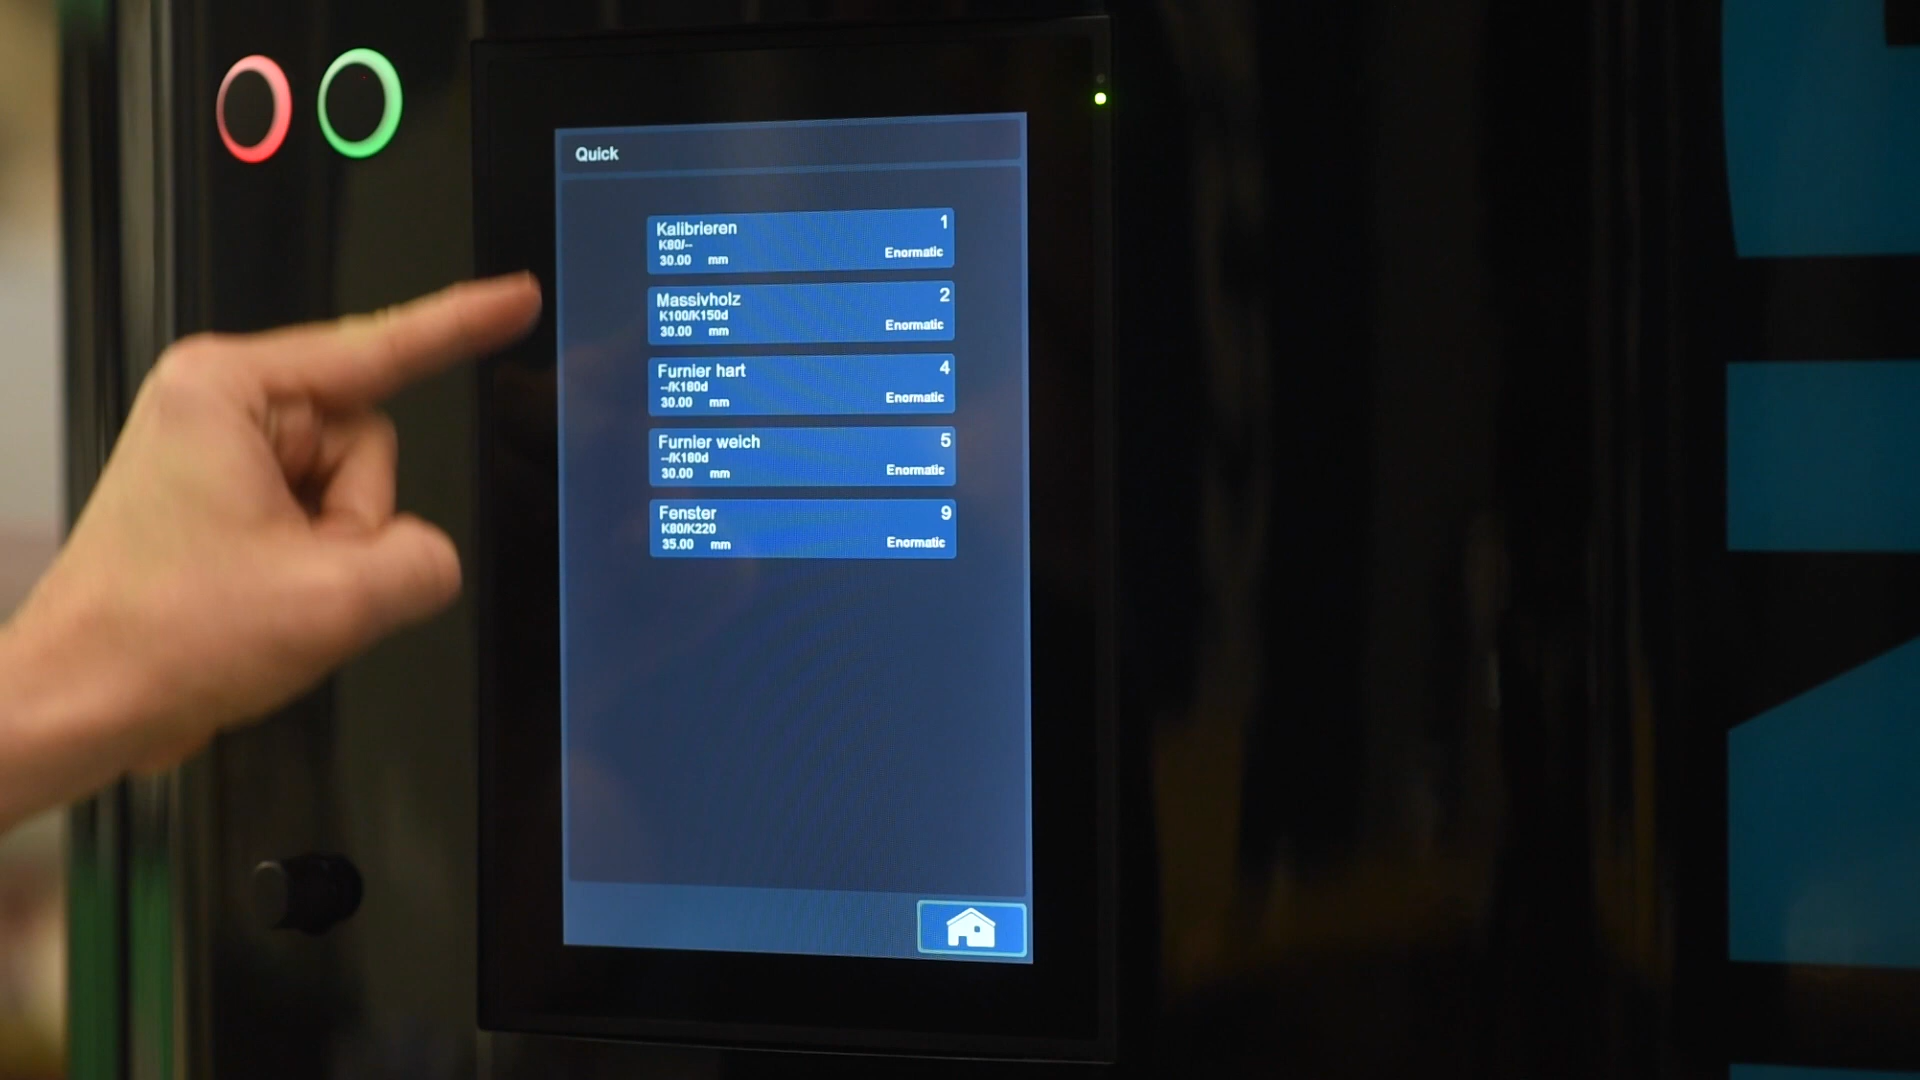 Quick
Kalibrieren 1
K80/--
30.00 mm Enormatic
Massivholz 2
K100/K150d
30.00 mm Enormatic
Furnier hart 4
--/K180d
30.00 mm Enormatic
Furnier weich 5
--/K180d
30.00 mm Enormatic
Fenster 9
K80/K220
35.00 mm Enormatic